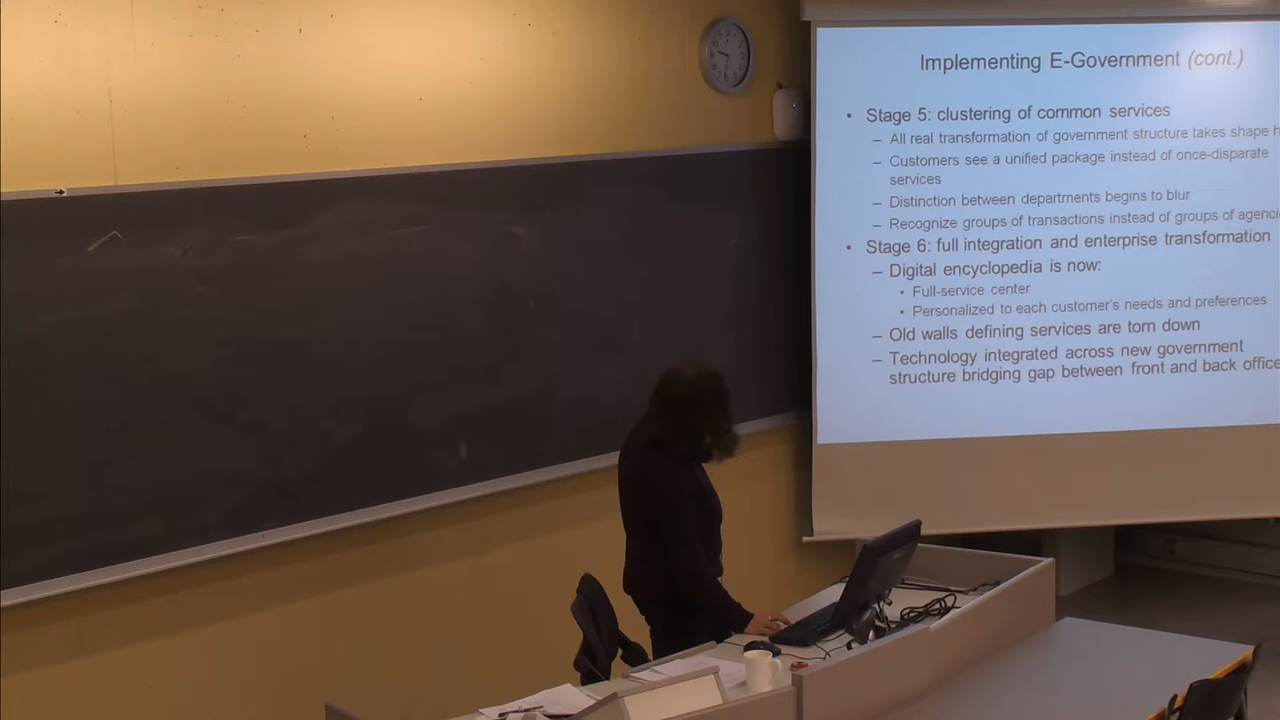 Implementing E-Government (cont.)
• Stage 5: clustering of common services
– All real transformation of government structure takes shape
– Customers see a unified package instead of once-disparate
services
– Distinction between departments begins to blur
– Recognize groups of transactions instead of groups of
• Stage 6: full integration and enterprise transformation
– Digital encyclopedia is now:
• Full-service center
• Personalized to each customer's needs and preferences
– Old walls defining services are torn down
– Technology integrated across new government
structure bridging gap between front and back office